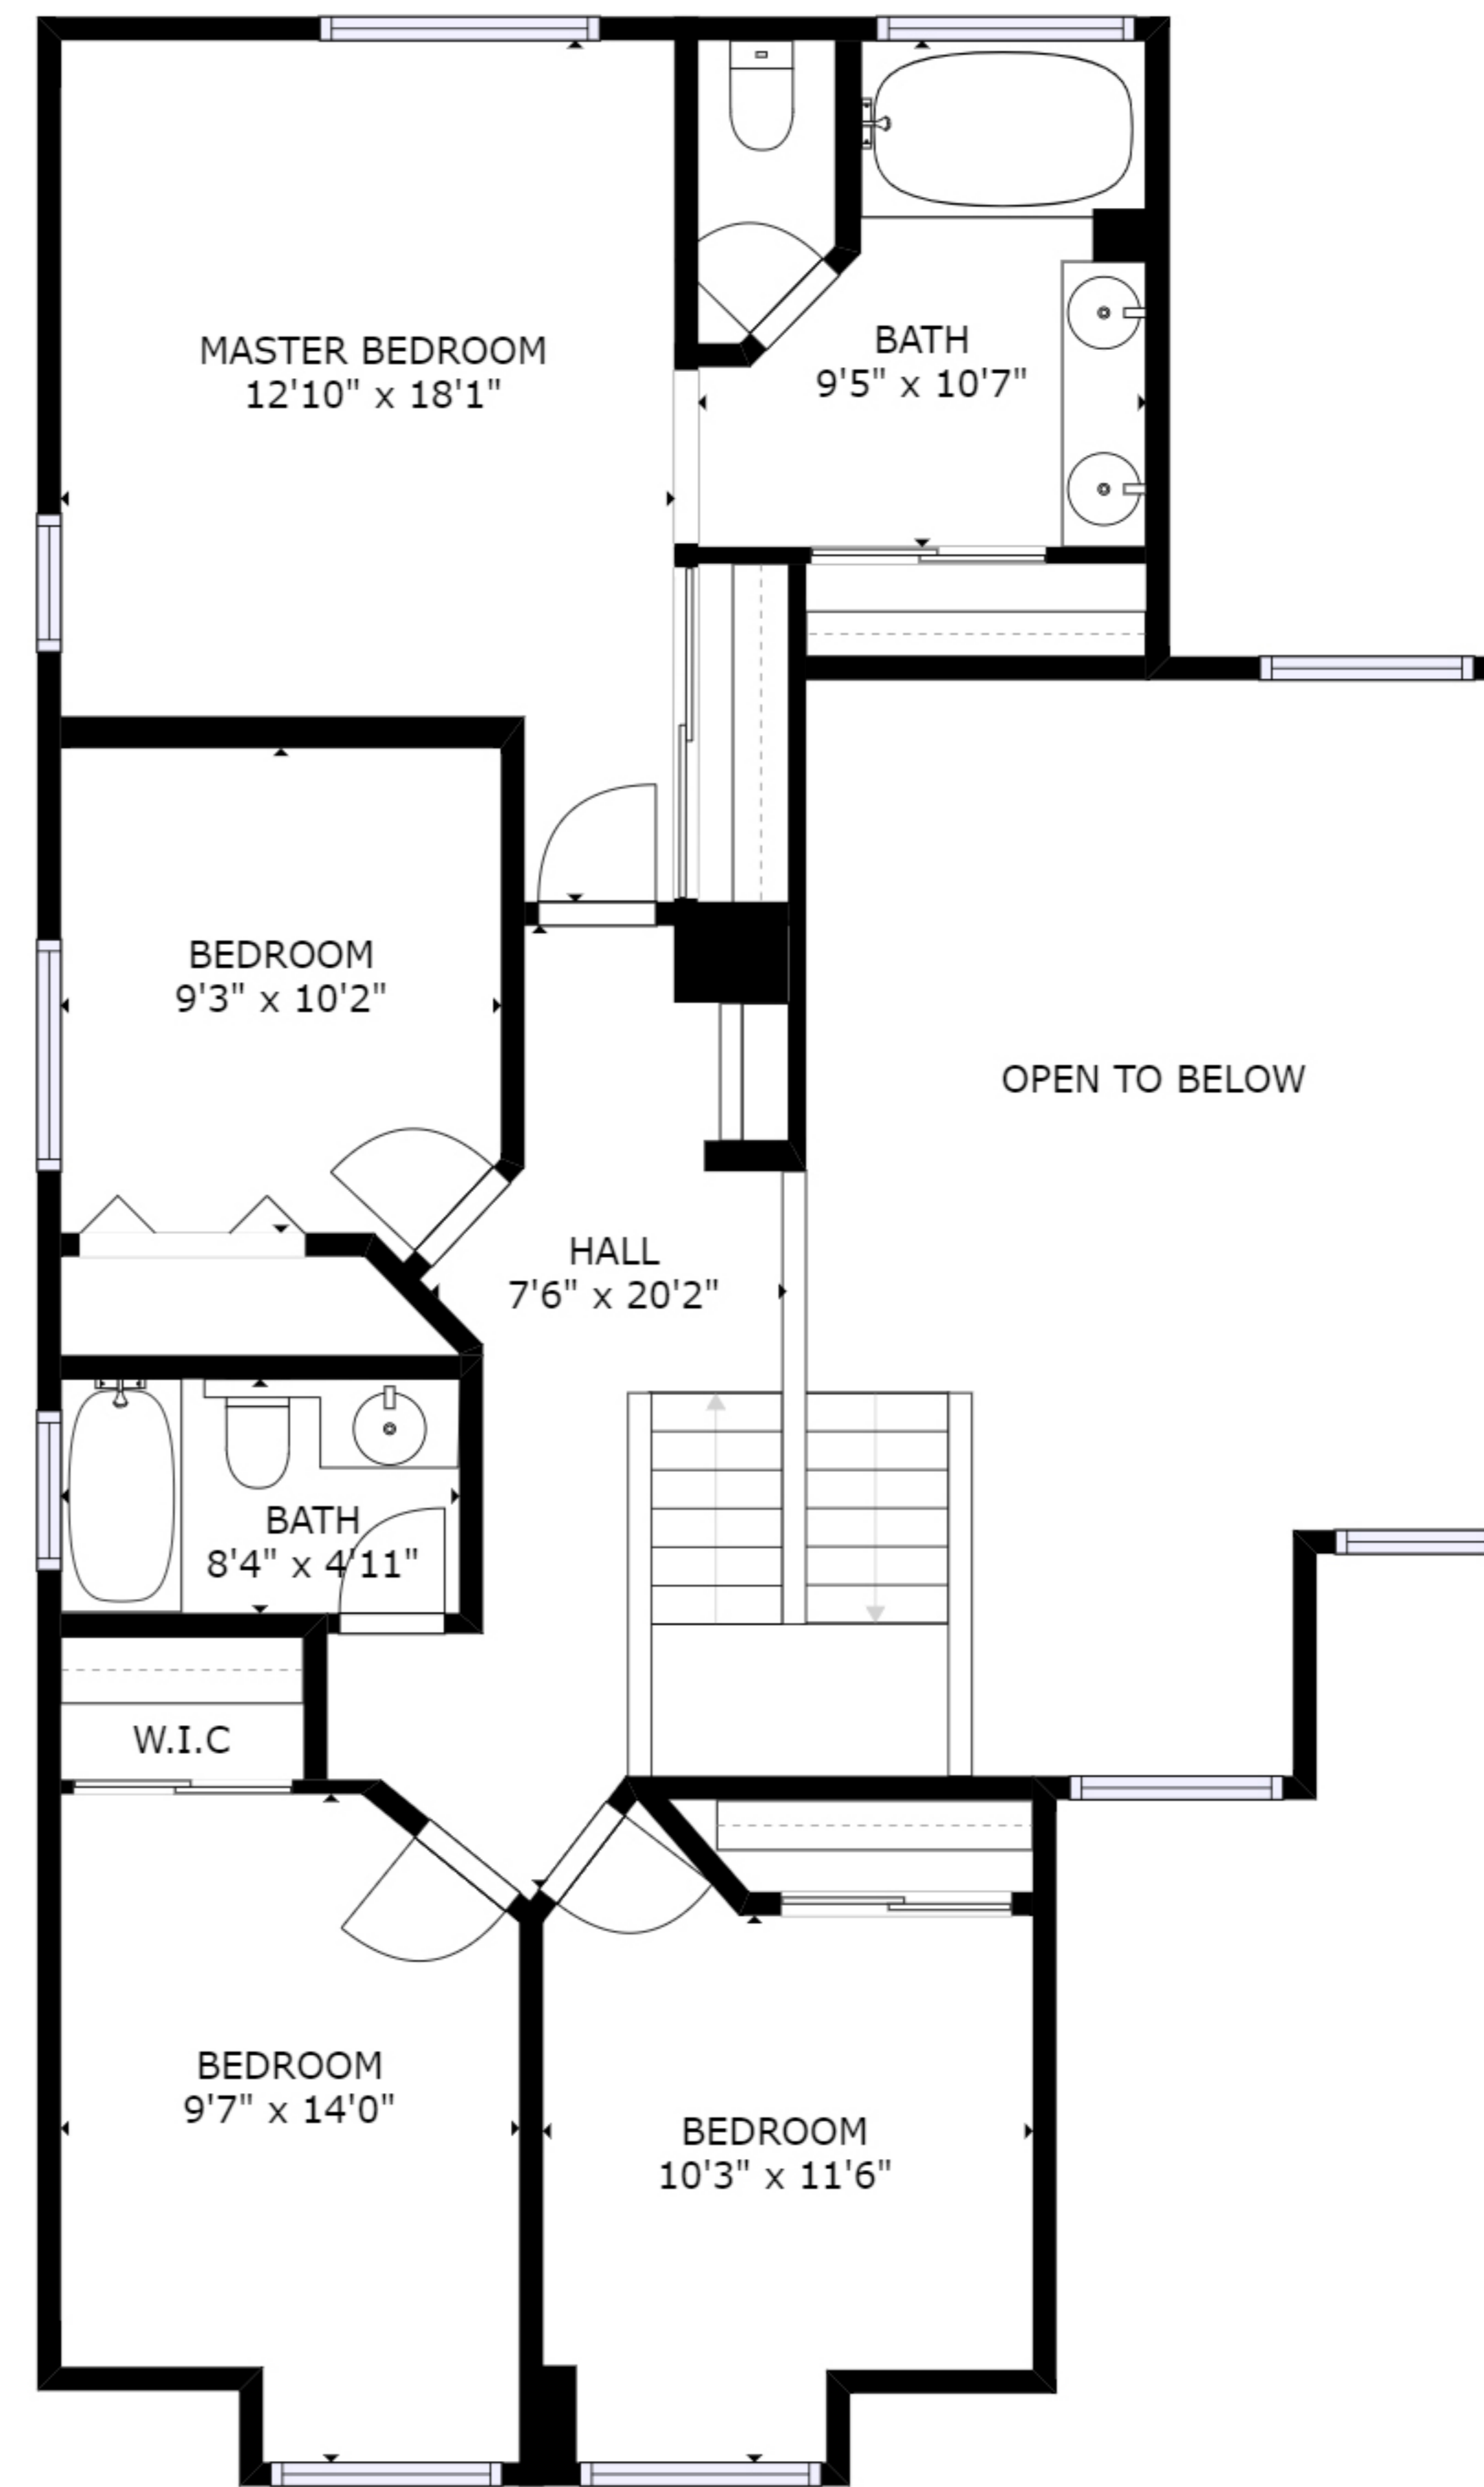 MASTER BEDROOM
12'10" x 18'1"
BATH
9'5" x 10'7"
BEDROOM
9'3" x 10'2"
OPEN TO BELOW
HALL
7'6" x 20'2"
BATH
8'4" x 4'11"
W.I.C
BEDROOM
9'7" x 14'0"
BEDROOM
10'3" x 11'6"